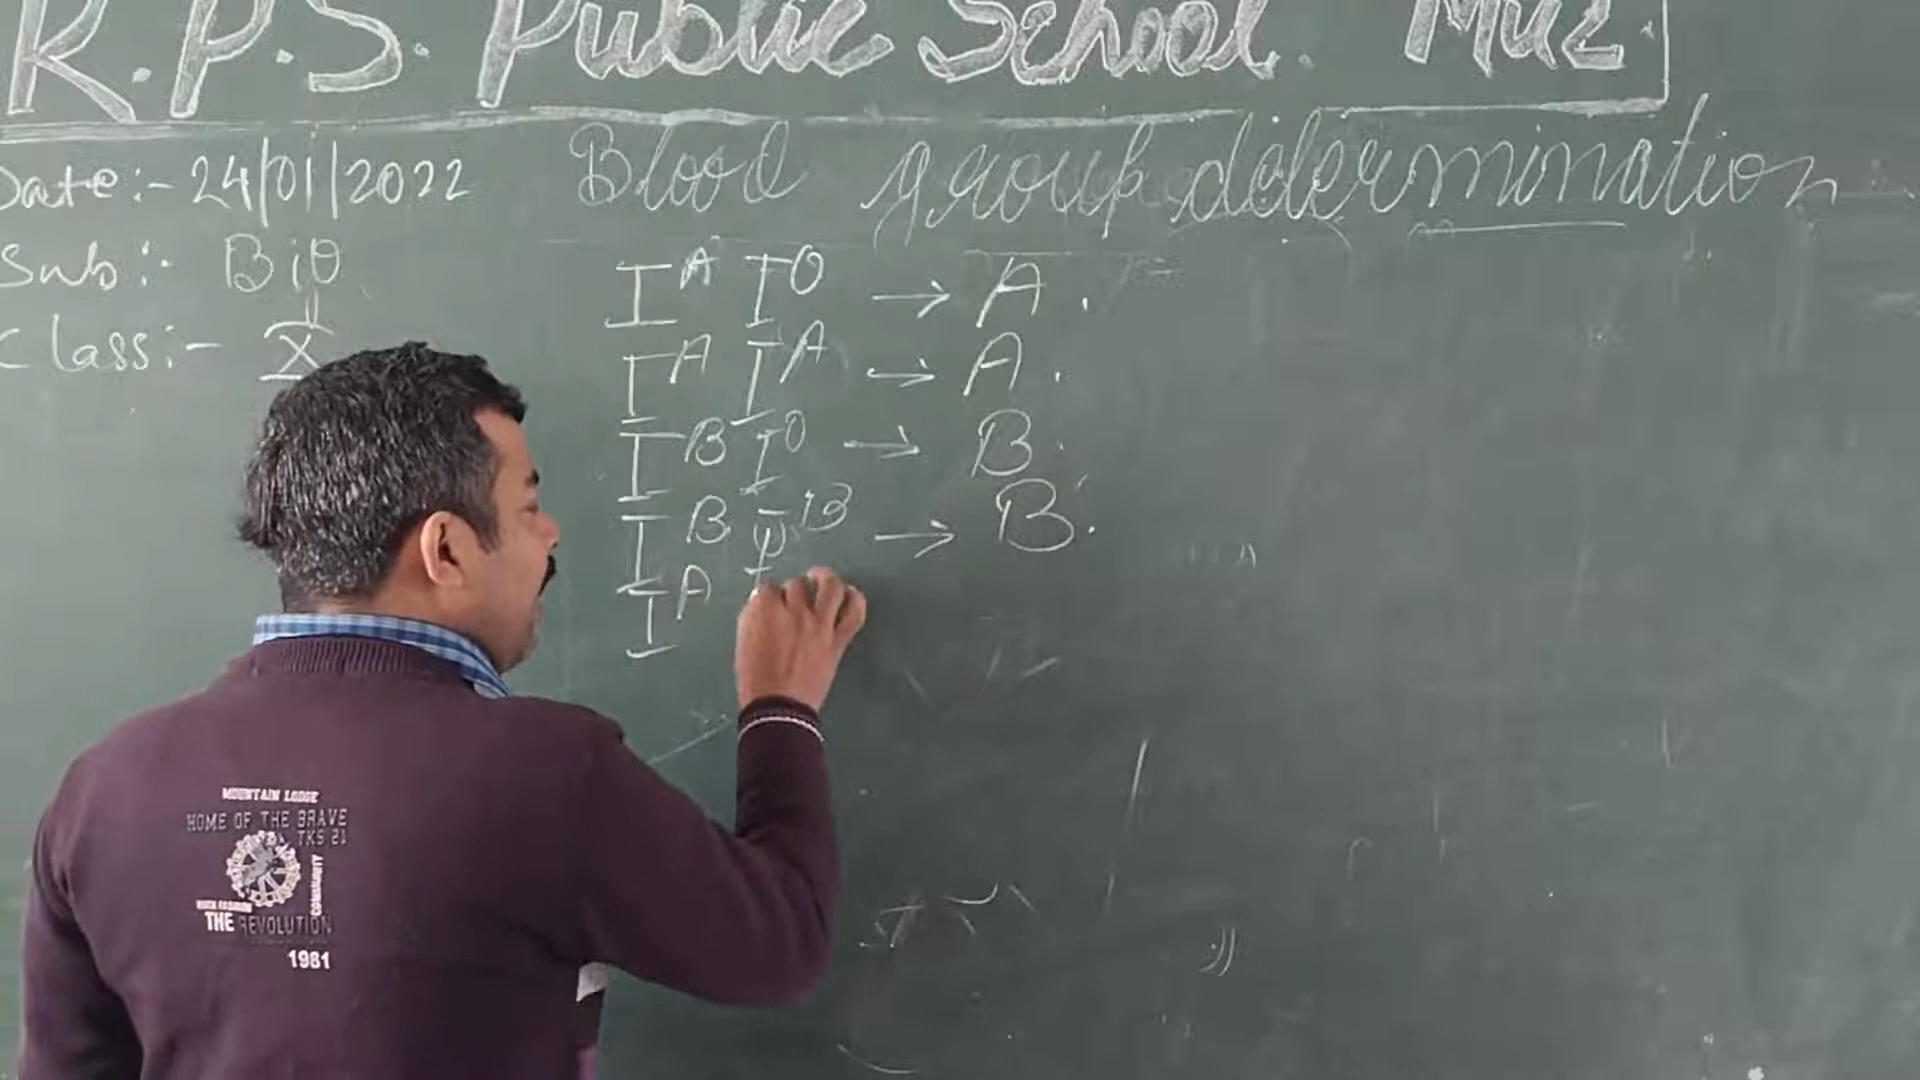 R.P.S. Public School. Muz.
Date:- 24/01/2022
Blood group determination
Sub:- Bio
Class:- X
I^A I^O → A.
I^A I^A → A.
I^B I^O → B.
I^B I^B → B.
I^A I
MOUNTAIN LODGE
HOME OF THE BRAVE
TKS 21
COMMUNITY
THE REVOLUTION
1981